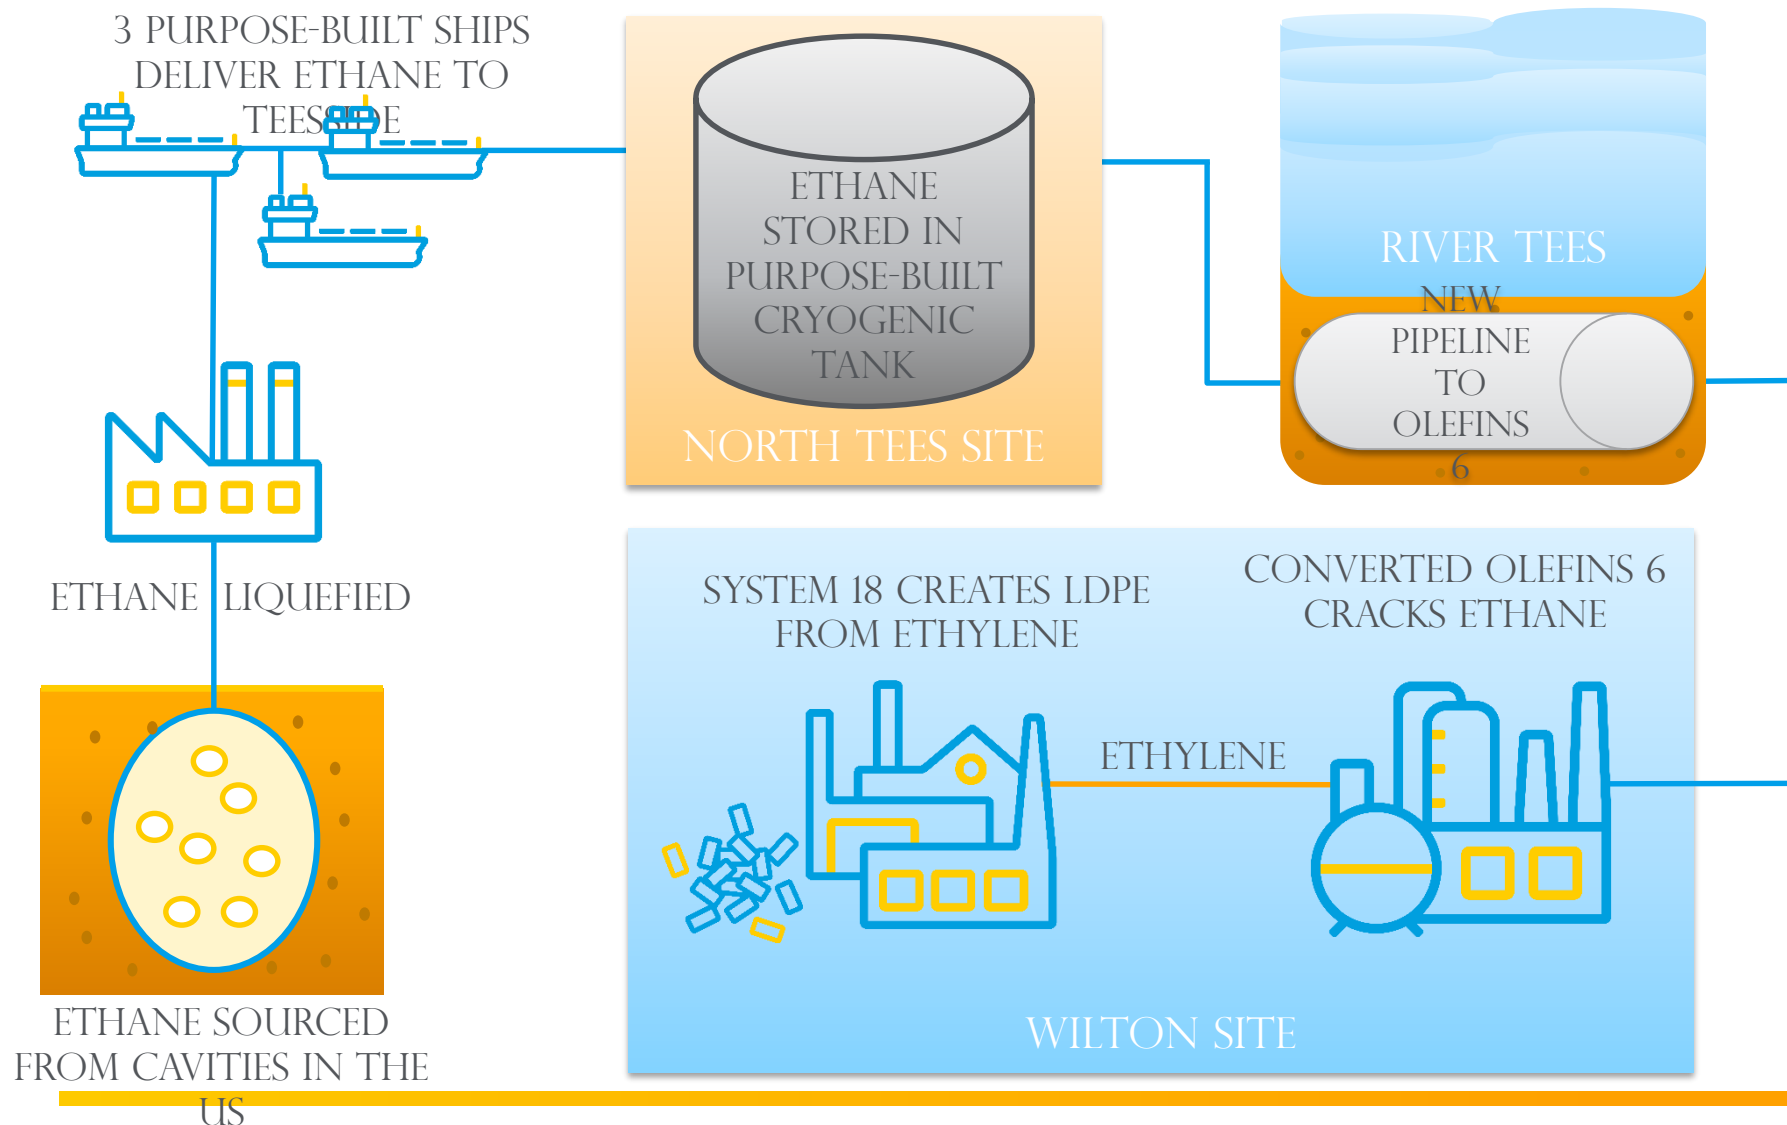 3 PURPOSE-BUILT SHIPS
DELIVER ETHANE TO
TEESSIDE
ETHANE
STORED IN
PURPOSE-BUILT
CRYOGENIC
TANK
NORTH TEES SITE
RIVER TEES
NEW
PIPELINE
TO
OLEFINS
6
ETHANE LIQUEFIED
ETHANE SOURCED
FROM CAVITIES IN THE
US
SYSTEM 18 CREATES LDPE
FROM ETHYLENE
CONVERTED OLEFINS 6
CRACKS ETHANE
ETHYLENE
WILTON SITE